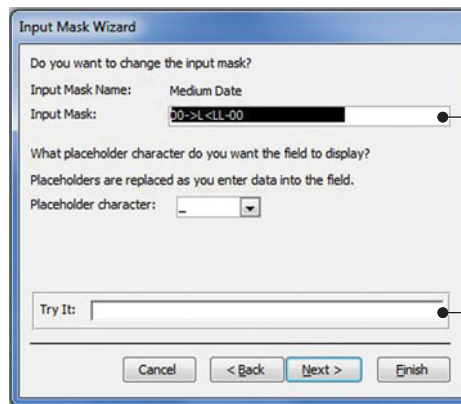 Input Mask Wizard
Do you want to change the input mask?
Input Mask Name: Medium Date
Input Mask: 00->L<LL-00
What placeholder character do you want the field to display?
Placeholders are replaced as you enter data into the field.
Placeholder character: _
Try It:
Cancel < Back Next > Finish